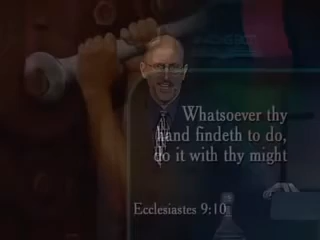 Whatsoever thy
hand findeth to do,
do it with thy might
Ecclesiastes 9:10